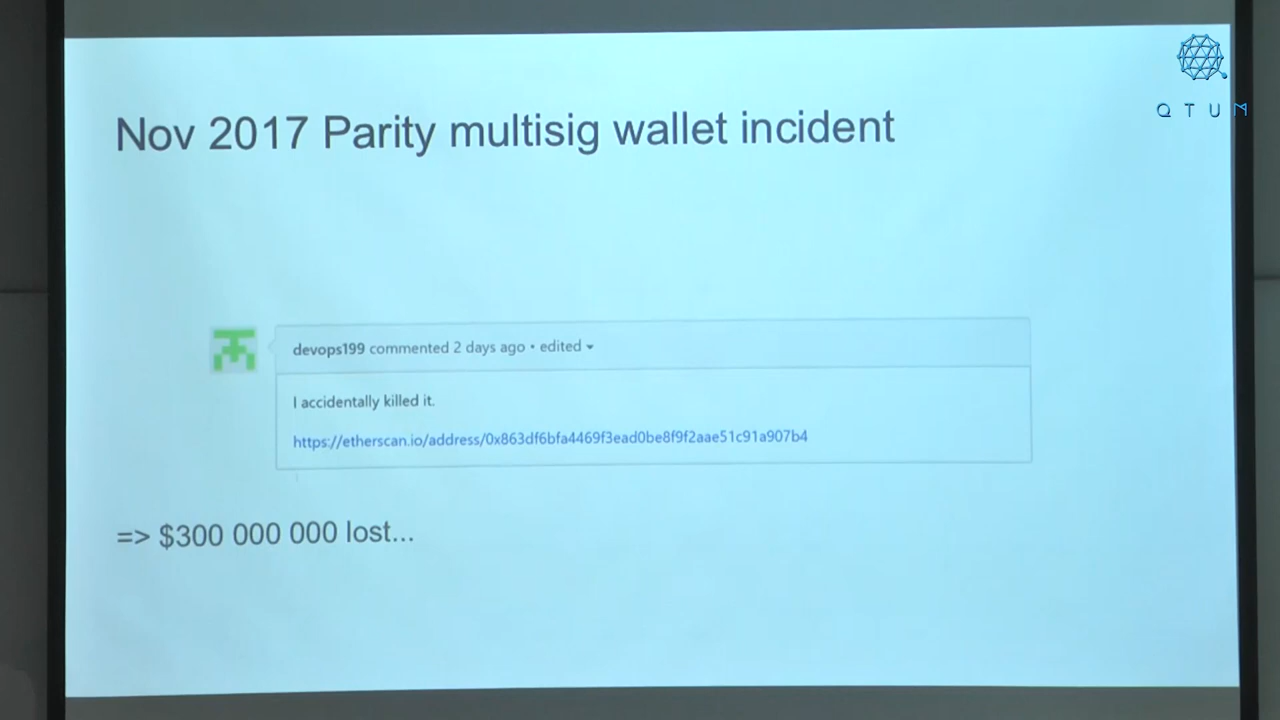 QTUM
Nov 2017 Parity multisig wallet incident
devops199 commented 2 days ago • edited
I accidentally killed it.
https://etherscan.io/address/0x863df6bfa4469f3ead0be8f9f2aae51c91a907b4
=> $300 000 000 lost...